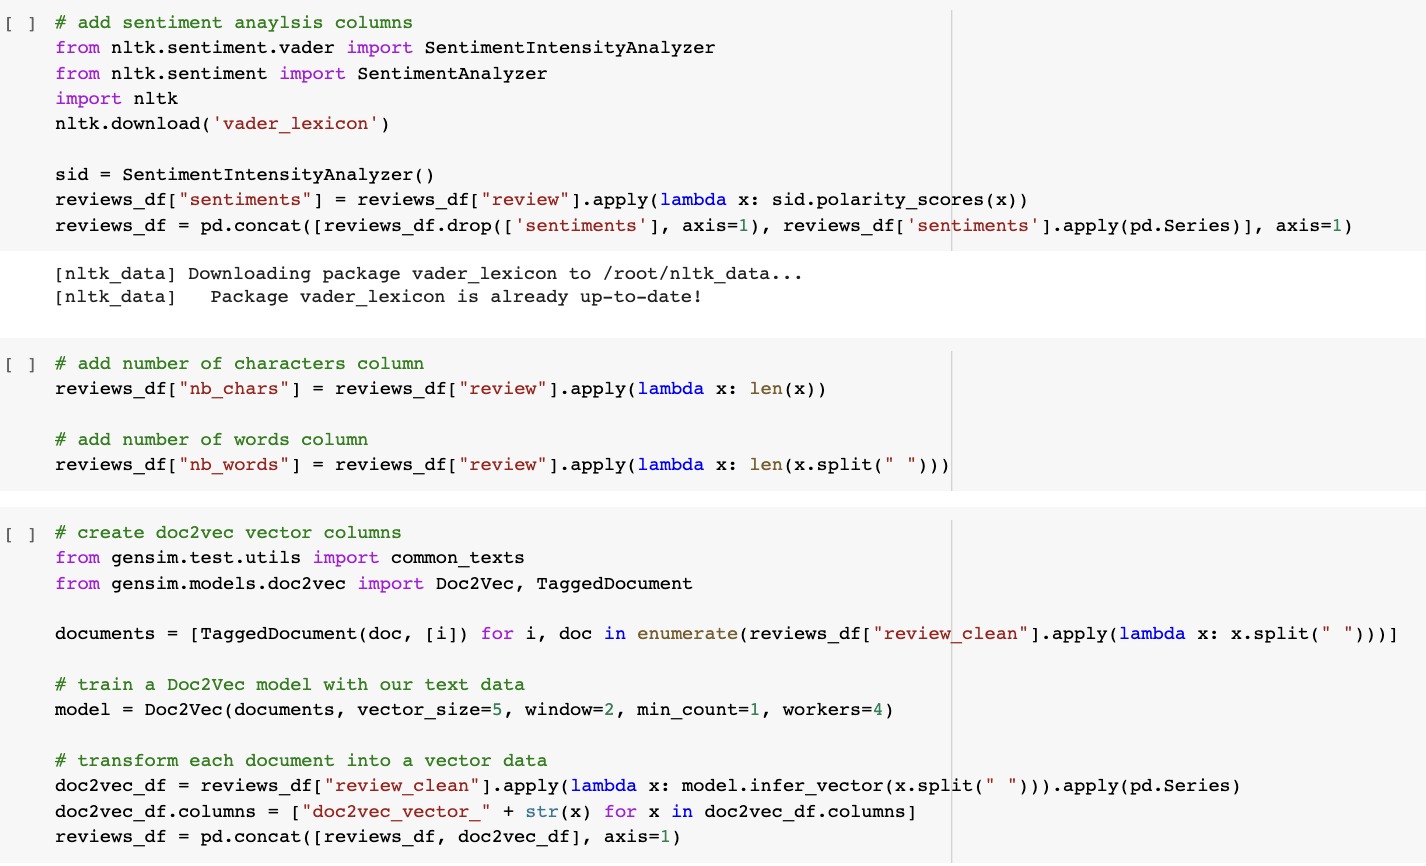 [ ] # add sentiment anaylsis columns
from nltk.sentiment.vader import SentimentIntensityAnalyzer
from nltk.sentiment import SentimentAnalyzer
import nltk
nltk.download('vader_lexicon')
sid = SentimentIntensityAnalyzer()
reviews_df["sentiments"] = reviews_df["review"].apply(lambda x: sid.polarity_scores(x))
reviews_df = pd.concat([reviews_df.drop(['sentiments'], axis=1), reviews_df['sentiments'].apply(pd.Series)], axis=1)
[nltk_data] Downloading package vader_lexicon to /root/nltk_data...
[nltk_data]   Package vader_lexicon is already up-to-date!
[ ] # add number of characters column
reviews_df["nb_chars"] = reviews_df["review"].apply(lambda x: len(x))
# add number of words column
reviews_df["nb_words"] = reviews_df["review"].apply(lambda x: len(x.split(" ")))
[ ] # create doc2vec vector columns
from gensim.test.utils import common_texts
from gensim.models.doc2vec import Doc2Vec, TaggedDocument
documents = [TaggedDocument(doc, [i]) for i, doc in enumerate(reviews_df["review_clean"].apply(lambda x: x.split(" ")))]
# train a Doc2Vec model with our text data
model = Doc2Vec(documents, vector_size=5, window=2, min_count=1, workers=4)
# transform each document into a vector data
doc2vec_df = reviews_df["review_clean"].apply(lambda x: model.infer_vector(x.split(" "))).apply(pd.Series)
doc2vec_df.columns = ["doc2vec_vector_" + str(x) for x in doc2vec_df.columns]
reviews_df = pd.concat([reviews_df, doc2vec_df], axis=1)